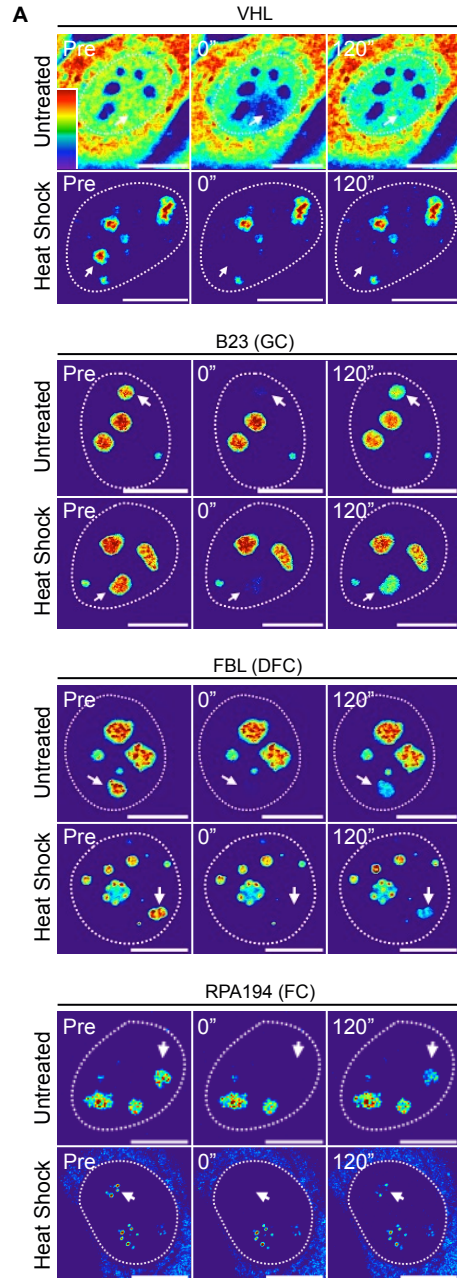 A
VHL
Untreated
Pre
0”
120”
Heat Shock
Pre
0”
120”
B23 (GC)
Untreated
Pre
0”
120”
Heat Shock
Pre
0”
120”
FBL (DFC)
Untreated
Pre
0”
120”
Heat Shock
Pre
0”
120”
RPA194 (FC)
Untreated
Pre
0”
120”
Heat Shock
Pre
0”
120”